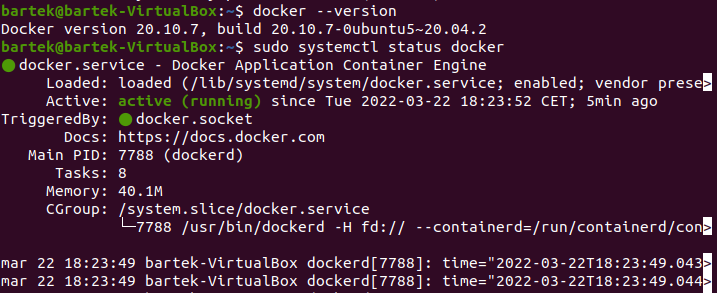 bartek@bartek-VirtualBox:~$ docker --version
Docker version 20.10.7, build 20.10.7-0ubuntu5~20.04.2
bartek@bartek-VirtualBox:~$ sudo systemctl status docker
● docker.service - Docker Application Container Engine
     Loaded: loaded (/lib/systemd/system/docker.service; enabled; vendor prese>
     Active: active (running) since Tue 2022-03-22 18:23:52 CET; 5min ago
TriggeredBy: ● docker.socket
       Docs: https://docs.docker.com
   Main PID: 7788 (dockerd)
      Tasks: 8
     Memory: 40.1M
     CGroup: /system.slice/docker.service
             └─7788 /usr/bin/dockerd -H fd:// --containerd=/run/containerd/con>

mar 22 18:23:49 bartek-VirtualBox dockerd[7788]: time="2022-03-22T18:23:49.043>
mar 22 18:23:49 bartek-VirtualBox dockerd[7788]: time="2022-03-22T18:23:49.044>